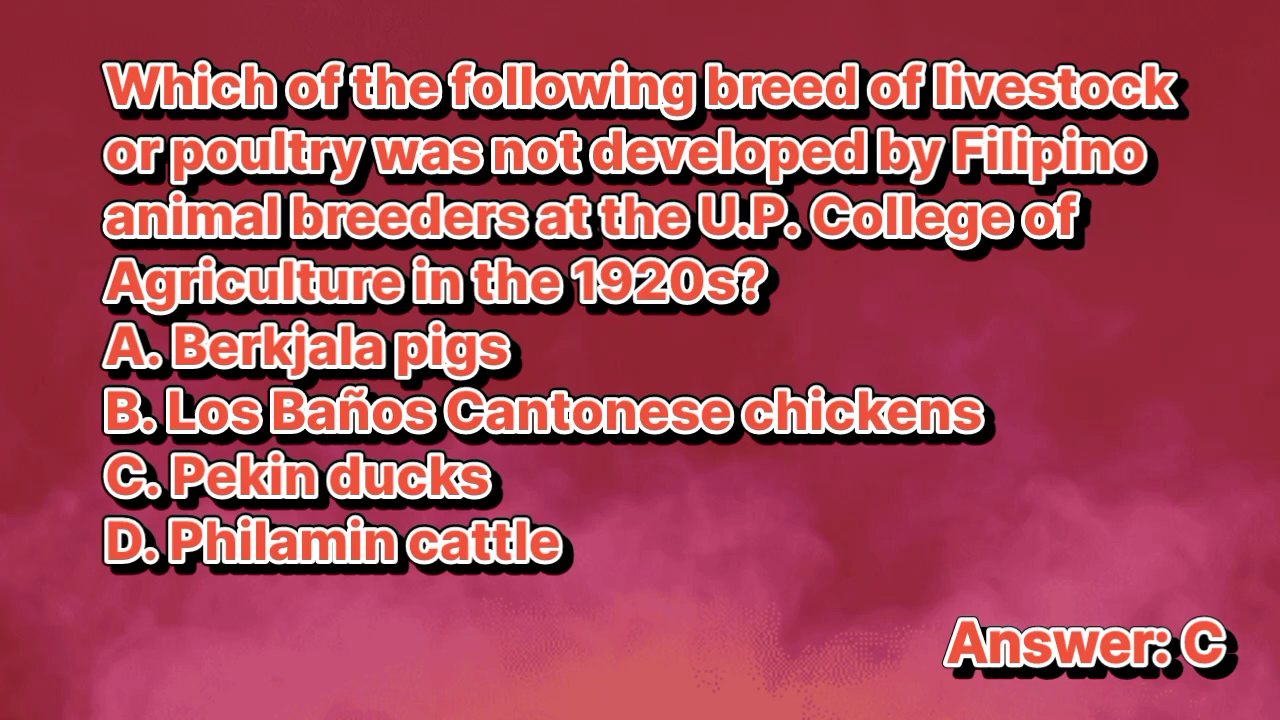 Which of the following breed of livestock
or poultry was not developed by Filipino
animal breeders at the U.P. College of
Agriculture in the 1920s?
A. Berkjala pigs
B. Los Baños Cantonese chickens
C. Pekin ducks
D. Philamin cattle
Answer: C